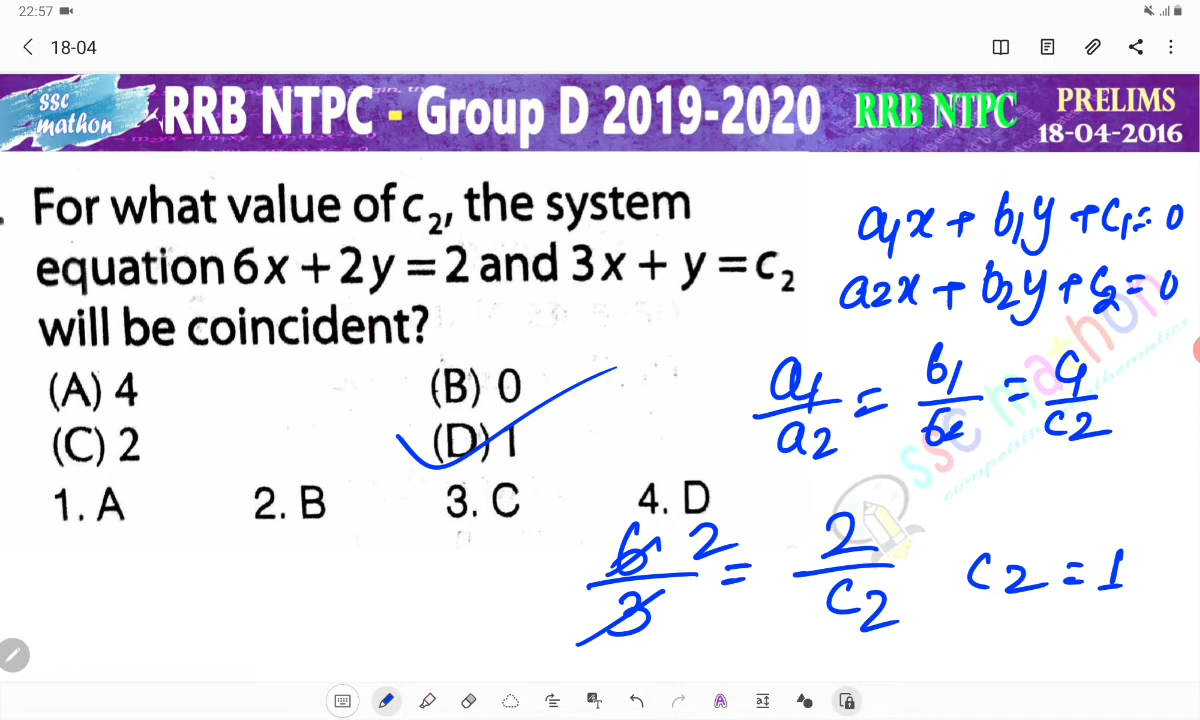 22:57
18-04
SSC mathon
RRB NTPC - Group D 2019-2020
RRB NTPC
PRELIMS
18-04-2016
For what value of c₂, the system
equation 6x + 2y = 2 and 3x + y = c₂
will be coincident?
(A) 4 (B) 0
(C) 2 (D) 1
1. A 2. B 3. C 4. D
a₁x + b₁y + c₁ = 0
a₂x + b₂y + c₂ = 0
a₁/a₂ = b₁/b₂ = c₁/c₂
6/3 2 = 2/c₂ c₂ = 1
ssc mathon